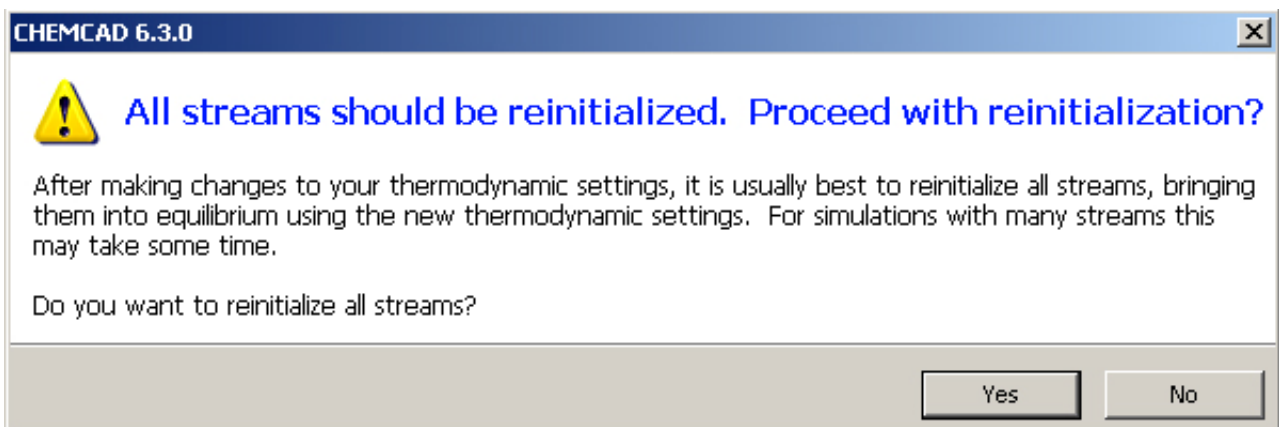 CHEMCAD 6.3.0
All streams should be reinitialized. Proceed with reinitialization?
After making changes to your thermodynamic settings, it is usually best to reinitialize all streams, bringing
them into equilibrium using the new thermodynamic settings. For simulations with many streams this
may take some time.
Do you want to reinitialize all streams?
Yes No